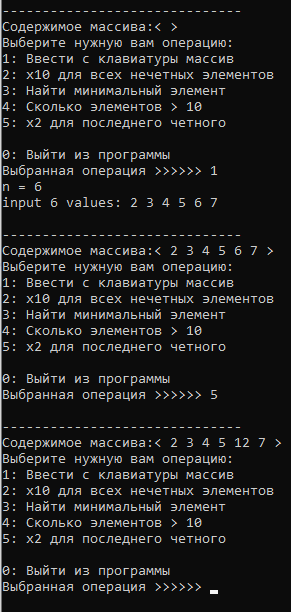 ------------------------------
Содержимое массива:< >
Выберите нужную вам операцию:
1: Ввести с клавиатуры массив
2: x10 для всех нечетных элементов
3: Найти минимальный элемент
4: Сколько элементов > 10
5: x2 для последнего четного
0: Выйти из программы
Выбранная операция >>>>>> 1
n = 6
input 6 values: 2 3 4 5 6 7
------------------------------
Содержимое массива:< 2 3 4 5 6 7 >
Выберите нужную вам операцию:
1: Ввести с клавиатуры массив
2: x10 для всех нечетных элементов
3: Найти минимальный элемент
4: Сколько элементов > 10
5: x2 для последнего четного
0: Выйти из программы
Выбранная операция >>>>>> 5
------------------------------
Содержимое массива:< 2 3 4 5 12 7 >
Выберите нужную вам операцию:
1: Ввести с клавиатуры массив
2: x10 для всех нечетных элементов
3: Найти минимальный элемент
4: Сколько элементов > 10
5: x2 для последнего четного
0: Выйти из программы
Выбранная операция >>>>>>